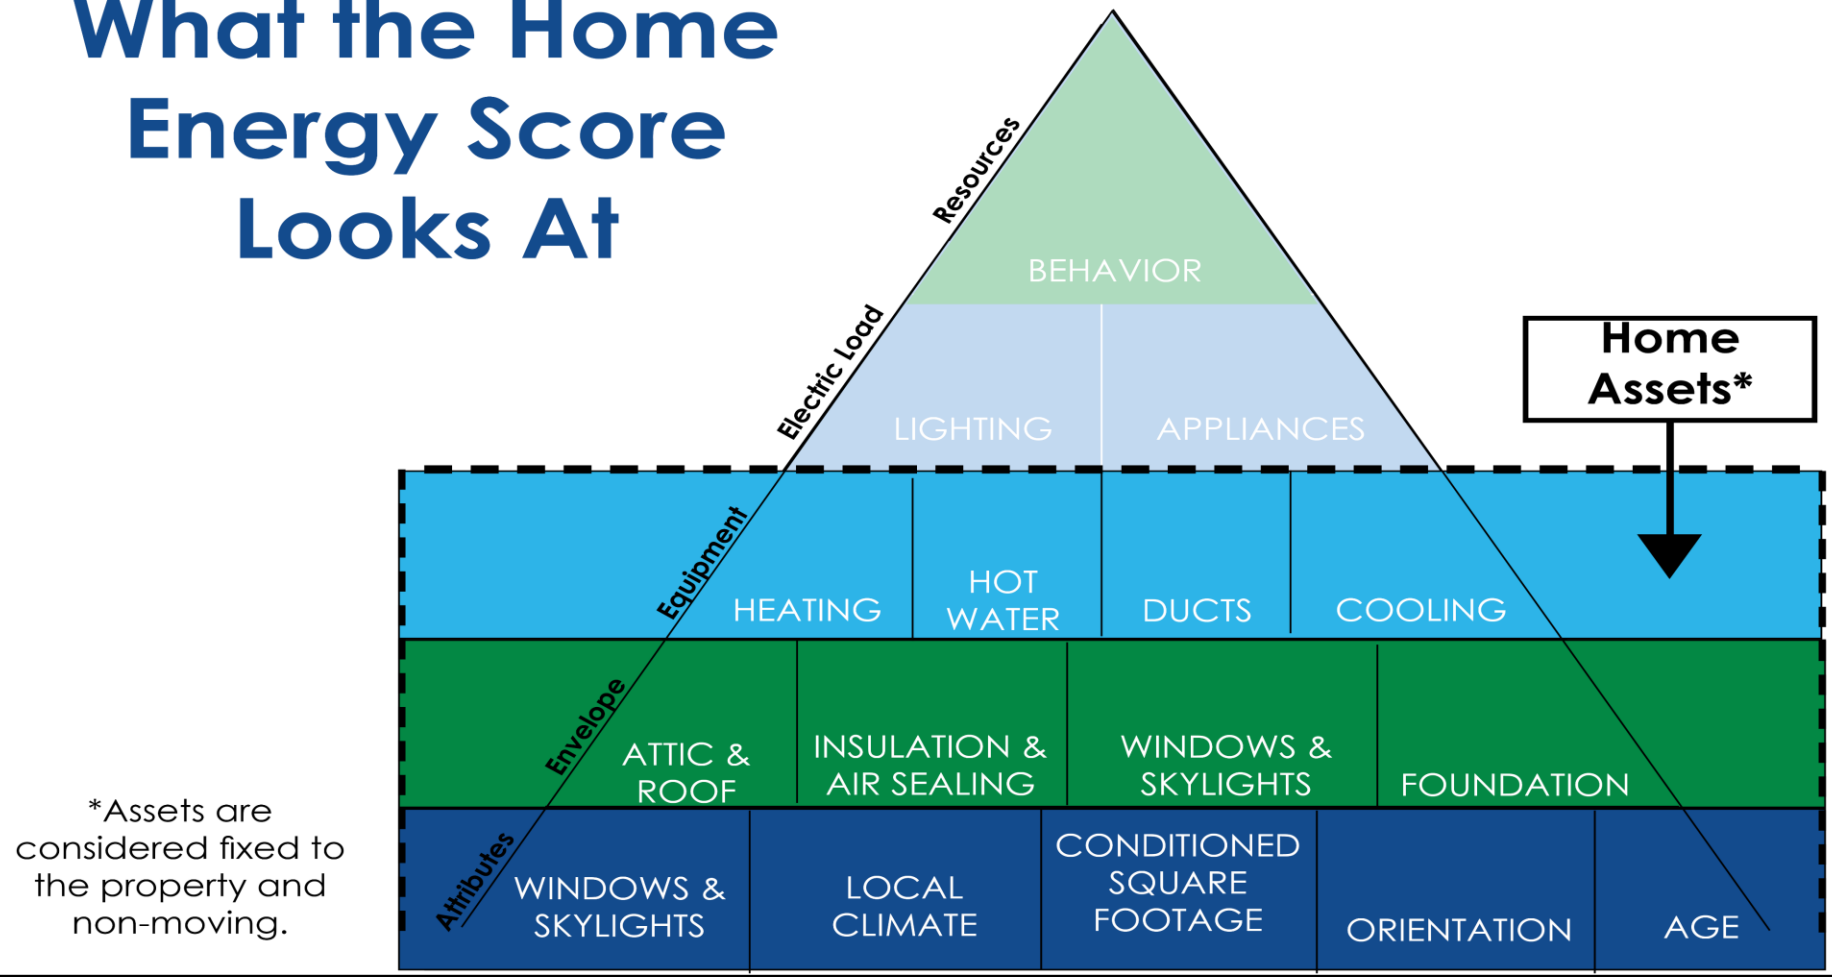 What the Home
Energy Score
Looks At
Resources
BEHAVIOR
Electric Load
LIGHTING
APPLIANCES
Home
Assets*
Equipment
HEATING
HOT
WATER
DUCTS
COOLING
Envelope
ATTIC &
ROOF
INSULATION &
AIR SEALING
WINDOWS &
SKYLIGHTS
FOUNDATION
Attributes
WINDOWS &
SKYLIGHTS
LOCAL
CLIMATE
CONDITIONED
SQUARE
FOOTAGE
ORIENTATION
AGE
*Assets are
considered fixed to
the property and
non-moving.